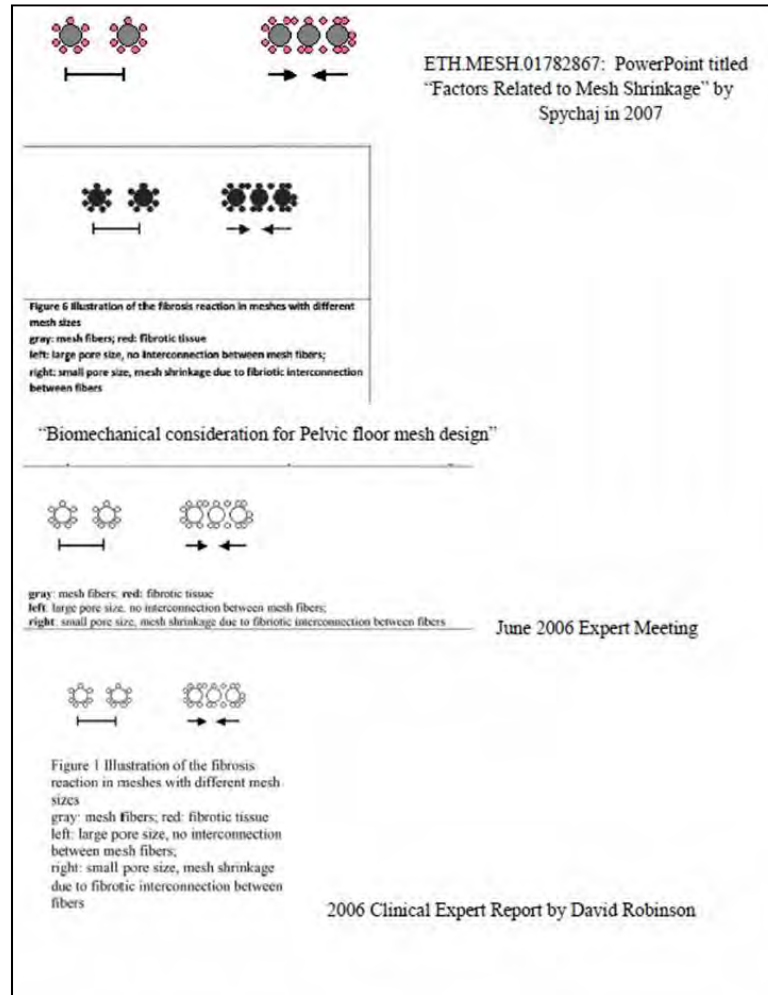 ETH.MESH.01782867: PowerPoint titled
“Factors Related to Mesh Shrinkage” by
Spychaj in 2007
Figure 6 Illustration of the fibrosis reaction in meshes with different
mesh sizes
gray: mesh fibers; red: fibrotic tissue
left: large pore size, no interconnection between mesh fibers;
right: small pore size, mesh shrinkage due to fibriotic interconnection
between fibers
“Biomechanical consideration for Pelvic floor mesh design”
gray: mesh fibers; red: fibrotic tissue
left: large pore size, no interconnection between mesh fibers;
right: small pore size, mesh shrinkage due to fibriotic interconnection between fibers
June 2006 Expert Meeting
Figure 1 Illustration of the fibrosis
reaction in meshes with different mesh
sizes
gray: mesh fibers; red: fibrotic tissue
left: large pore size, no interconnection
between mesh fibers;
right: small pore size, mesh shrinkage
due to fibrotic interconnection between
fibers
2006 Clinical Expert Report by David Robinson